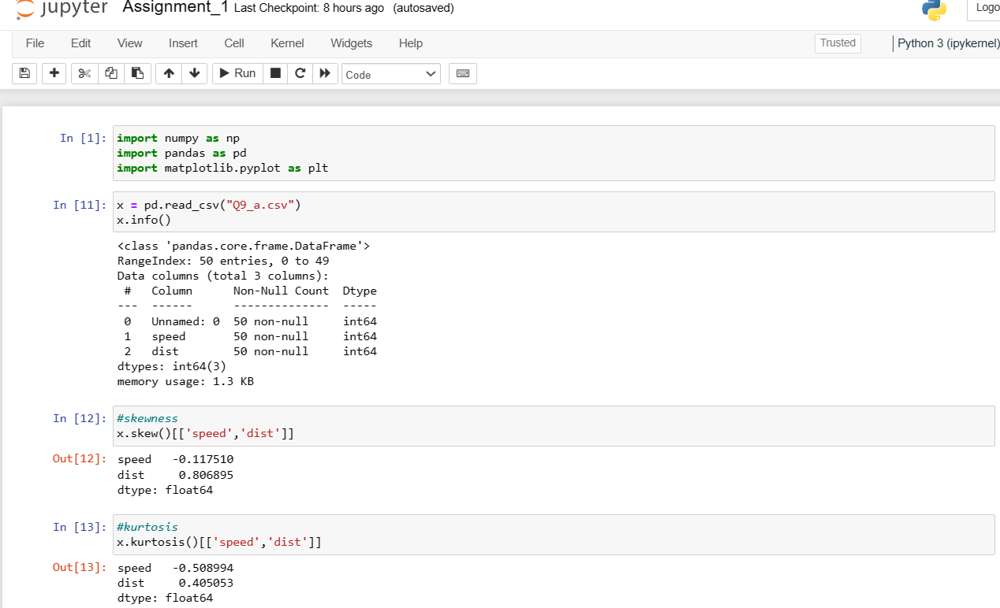 jupyter Assignment_1 Last Checkpoint: 8 hours ago (autosaved) Logo
File Edit View Insert Cell Kernel Widgets Help Trusted Python 3 (ipykernel)
Run Code
In [1]: import numpy as np
import pandas as pd
import matplotlib.pyplot as plt
In [11]: x = pd.read_csv("Q9_a.csv")
x.info()
<class 'pandas.core.frame.DataFrame'>
RangeIndex: 50 entries, 0 to 49
Data columns (total 3 columns):
# Column Non-Null Count Dtype
--- ------ -------------- -----
0 Unnamed: 0 50 non-null int64
1 speed 50 non-null int64
2 dist 50 non-null int64
dtypes: int64(3)
memory usage: 1.3 KB
In [12]: #skewness
x.skew()[['speed','dist']]
Out[12]: speed -0.117510
dist 0.806895
dtype: float64
In [13]: #kurtosis
x.kurtosis()[['speed','dist']]
Out[13]: speed -0.508994
dist 0.405053
dtype: float64